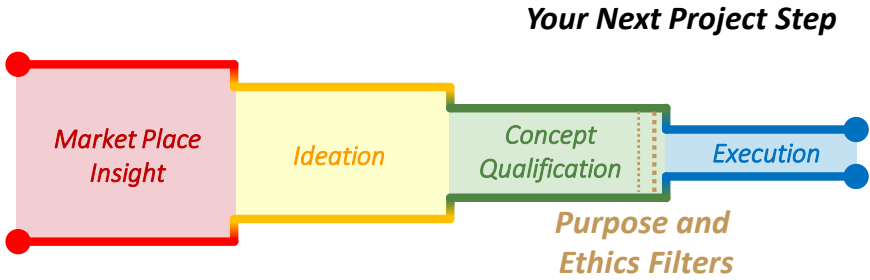 Your Next Project Step
Market Place
Insight
Ideation
Concept
Qualification
Execution
Purpose and
Ethics Filters